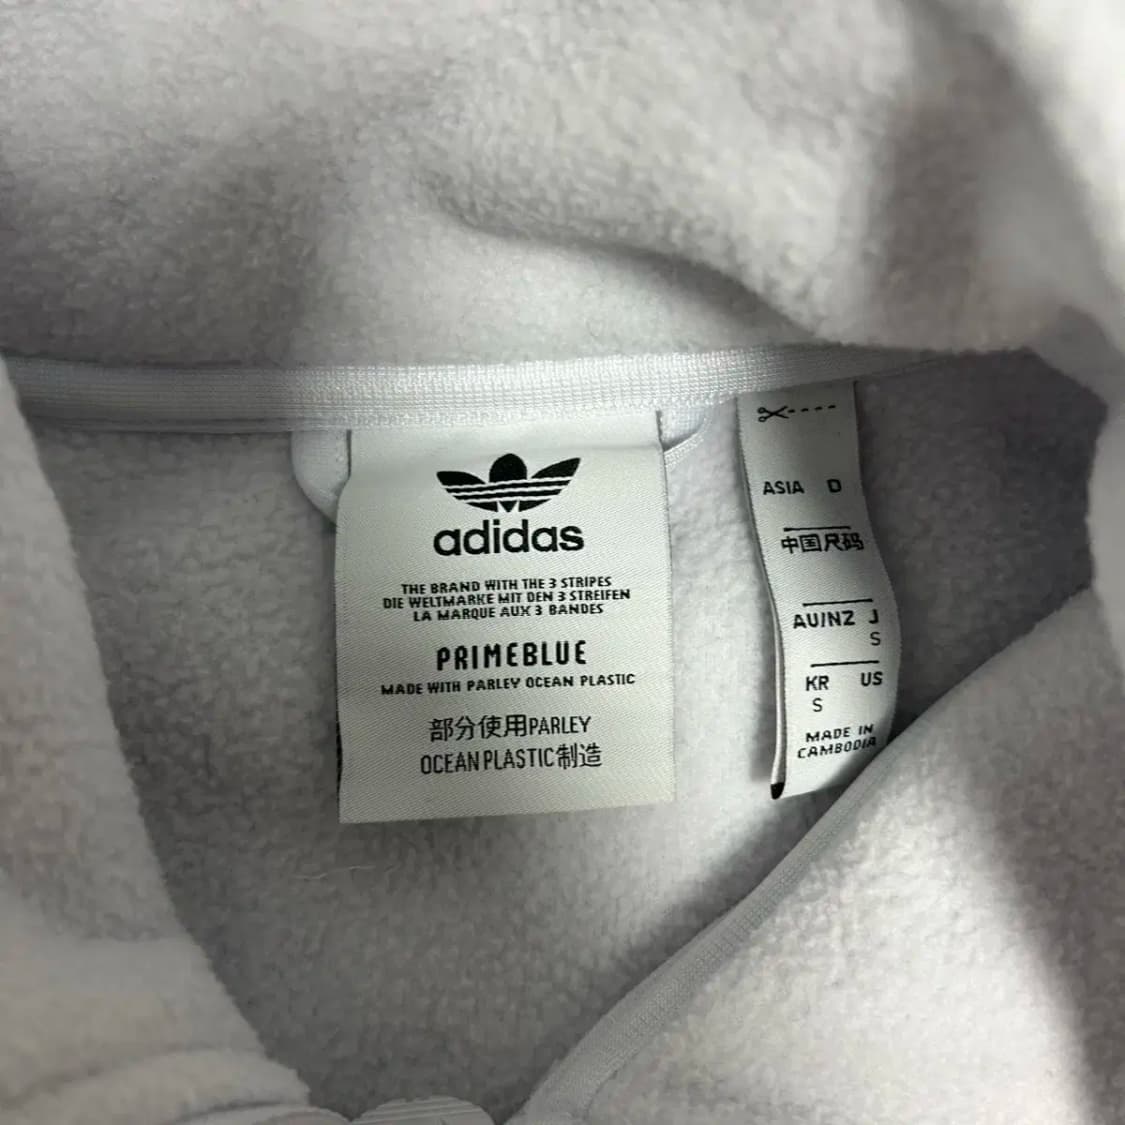 adidas
THE BRAND WITH THE 3 STRIPES
DIE WELTMARKE MIT DEN 3 STREIFEN
LA MARQUE AUX 3 BANDES
PRIMEBLUE
MADE WITH PARLEY OCEAN PLASTIC
部分使用PARLEY
OCEAN PLASTIC制造
ASIA D
中国尺码
AU/NZ J
S
KR US
S
MADE IN
CAMBODIA